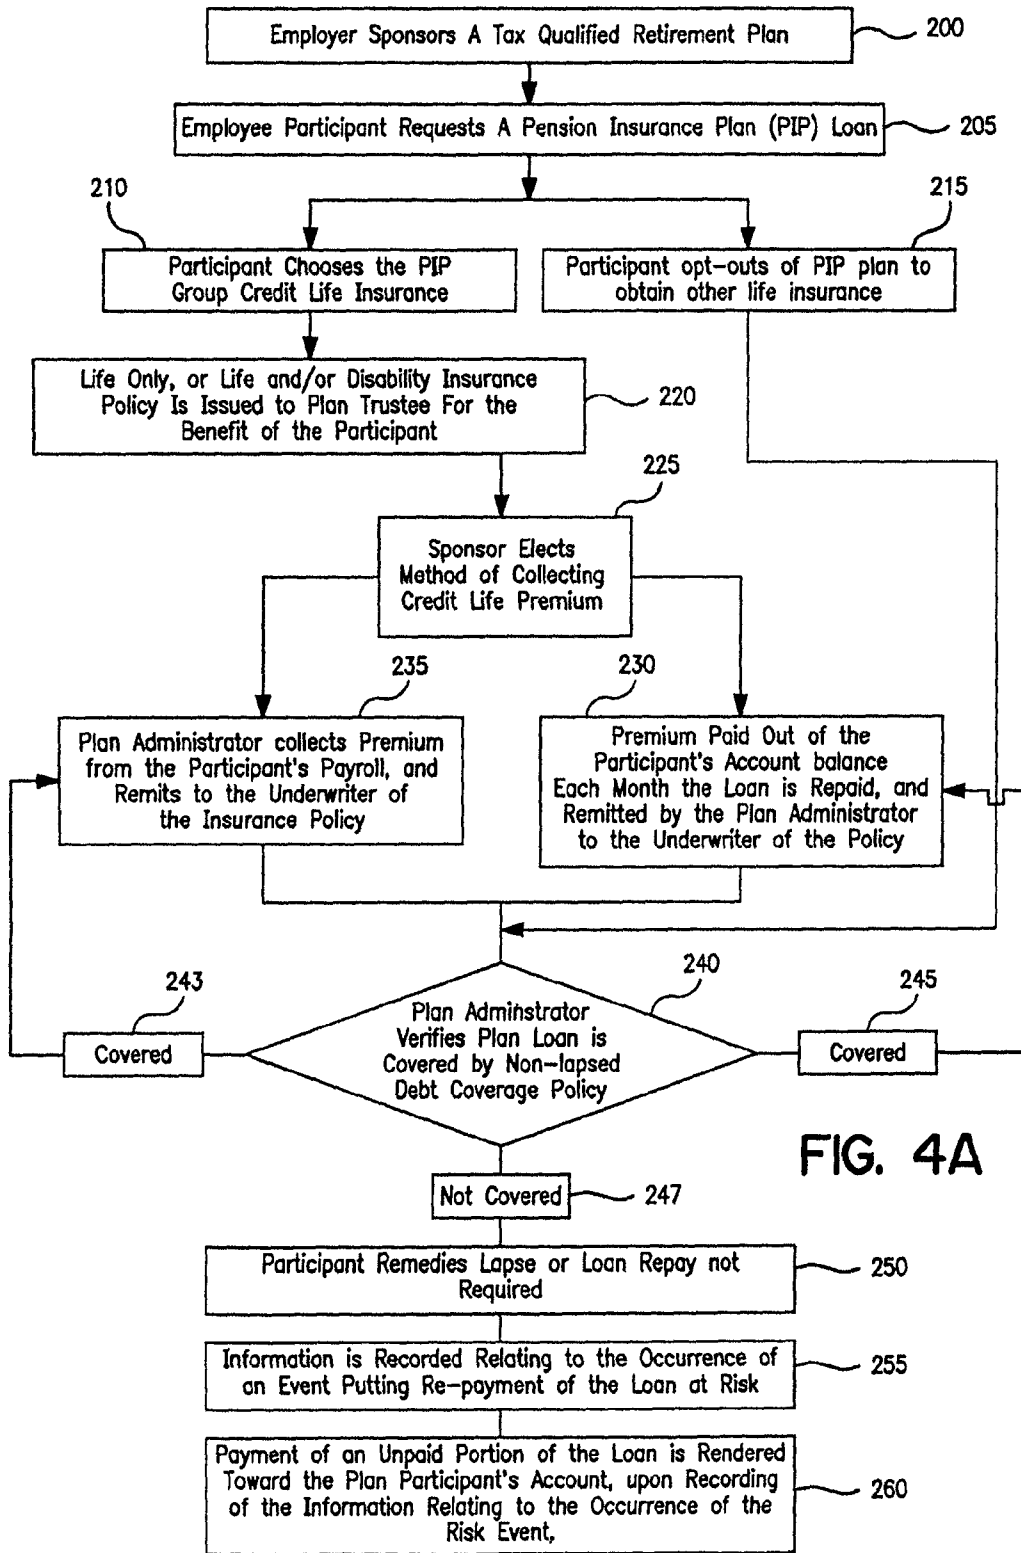 Employer Sponsors A Tax Qualified Retirement Plan
200
Employee Participant Requests A Pension Insurance Plan (PIP) Loan
205
210
215
Participant Chooses the PIP
Group Credit Life Insurance
Participant opt-outs of PIP plan to
obtain other life insurance
Life Only, or Life and/or Disability Insurance
Policy Is Issued to Plan Trustee For the
Benefit of the Participant
220
225
Sponsor Elects
Method of Collecting
Credit Life Premium
235
230
Plan Administrator collects Premium
from the Participant's Payroll, and
Remits to the Underwriter of
the Insurance Policy
Premium Paid Out of the
Participant's Account balance
Each Month the Loan is Repaid, and
Remitted by the Plan Administrator
to the Underwriter of the Policy
243
240
245
Covered
Plan Adminstrator
Verifies Plan Loan is
Covered by Non-lapsed
Debt Coverage Policy
Covered
FIG. 4A
Not Covered
247
Participant Remedies Lapse or Loan Repay not
Required
250
Information is Recorded Relating to the Occurrence of
an Event Putting Re-payment of the Loan at Risk
255
Payment of an Unpaid Portion of the Loan is Rendered
Toward the Plan Participant's Account, upon Recording
of the Information Relating to the Occurrence of the
Risk Event,
260